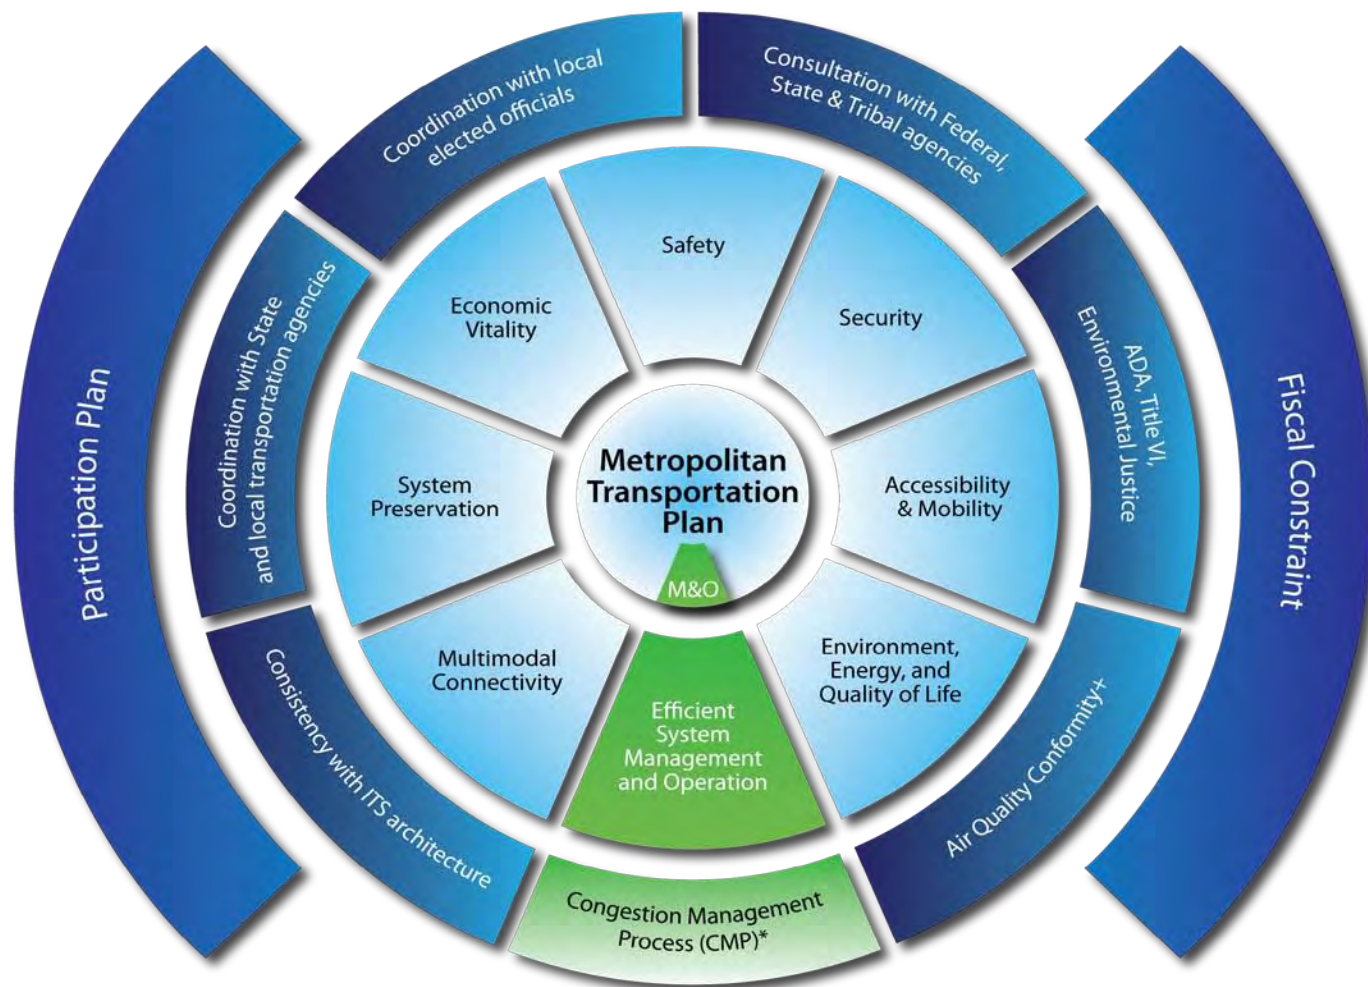 Coordination with local
elected officials
Consultation with Federal,
State & Tribal agencies
Participation Plan
Coordination with State
and local transportation agencies
Safety
Economic
Vitality
Security
ADA, Title VI,
Environmental Justice
Fiscal Constraint
System
Preservation
Metropolitan
Transportation
Plan
M&O
Accessibility
& Mobility
Multimodal
Connectivity
Efficient
System
Management
and Operation
Environment,
Energy, and
Quality of Life
Consistency with ITS architecture
Air Quality Conformity+
Congestion Management
Process (CMP)*